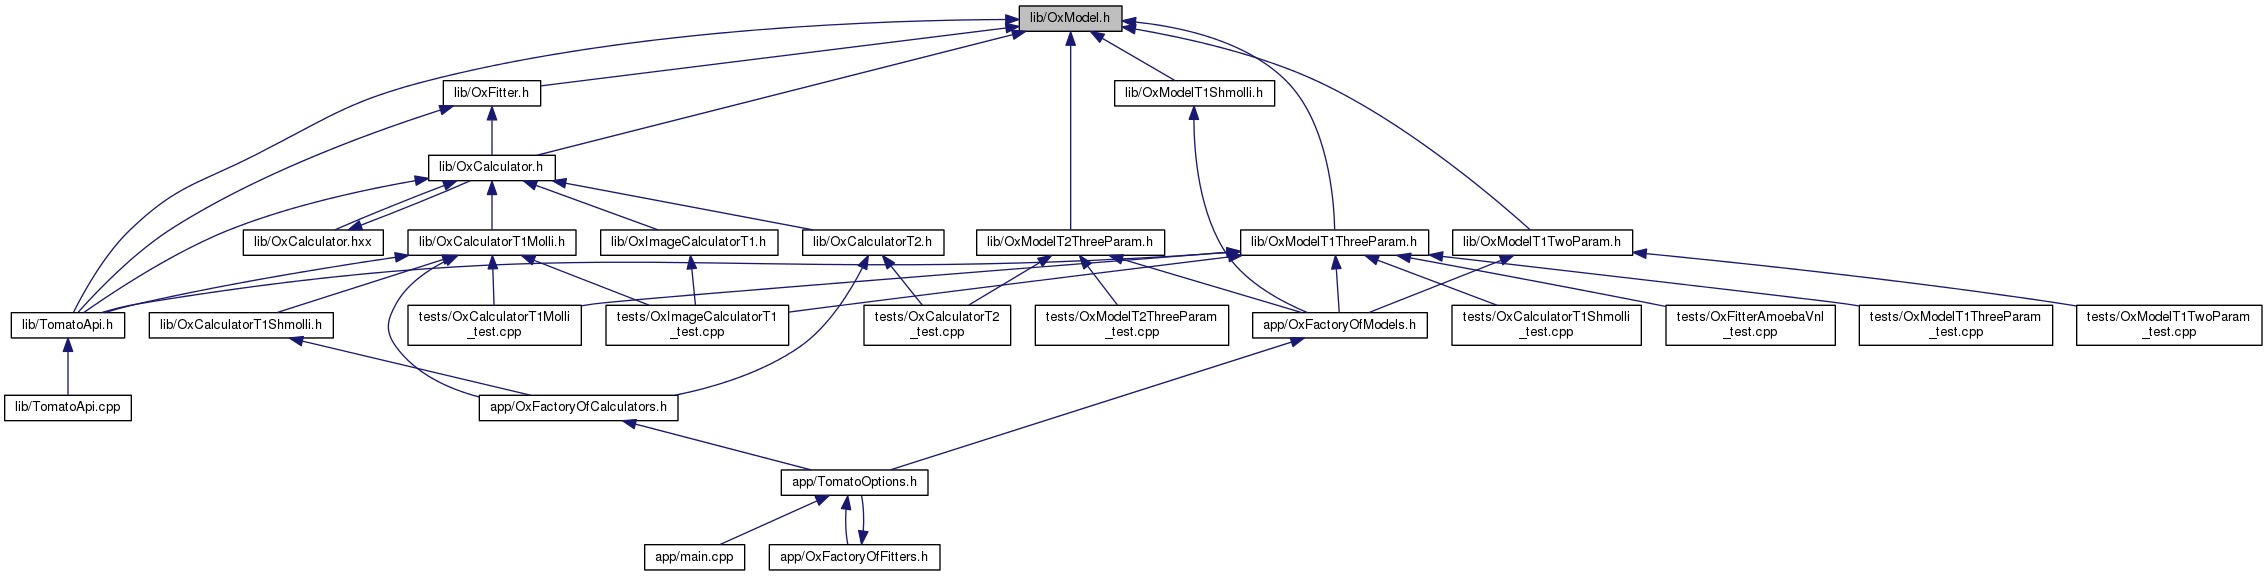 lib/OxModel.h
lib/OxFitter.h
lib/OxModelT1Shmolli.h
lib/OxCalculator.h
lib/OxCalculator.hxx
lib/OxCalculatorT1Molli.h
lib/OxImageCalculatorT1.h
lib/OxCalculatorT2.h
lib/OxModelT2ThreeParam.h
lib/OxModelT1ThreeParam.h
lib/OxModelT1TwoParam.h
lib/TomatoApi.h
lib/OxCalculatorT1Shmolli.h
tests/OxCalculatorT1Molli
_test.cpp
tests/OxImageCalculatorT1
_test.cpp
tests/OxCalculatorT2
_test.cpp
tests/OxModelT2ThreeParam
_test.cpp
app/OxFactoryOfModels.h
tests/OxCalculatorT1Shmolli
_test.cpp
tests/OxFitterAmoebaVnl
_test.cpp
tests/OxModelT1ThreeParam
_test.cpp
tests/OxModelT1TwoParam
_test.cpp
lib/TomatoApi.cpp
app/OxFactoryOfCalculators.h
app/TomatoOptions.h
app/main.cpp
app/OxFactoryOfFitters.h